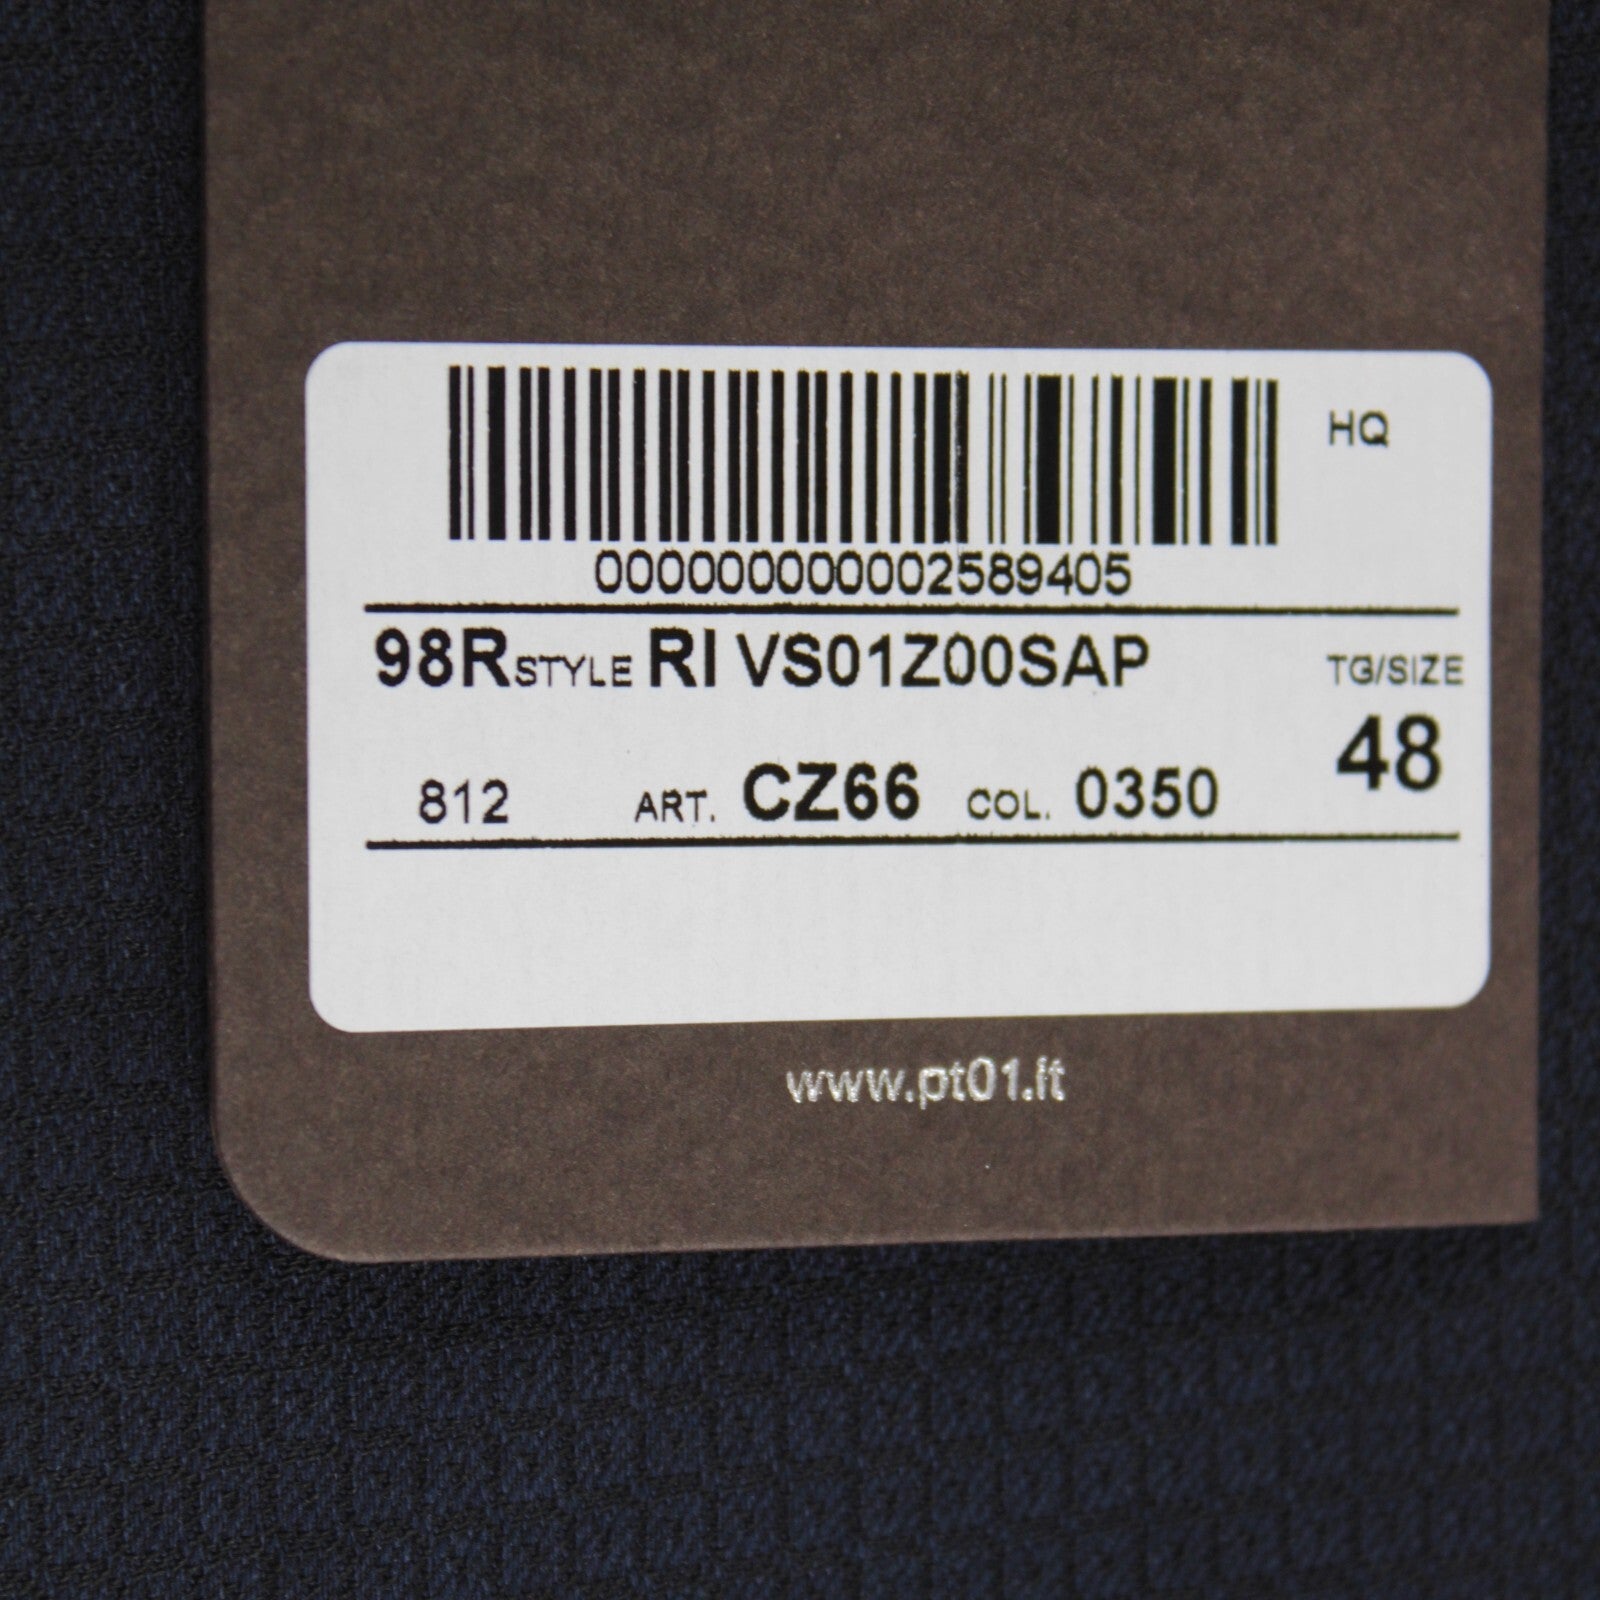 HQ
000000000002589405
98R STYLE RI VS01Z00SAP TG/SIZE
48
812 ART. CZ66 COL. 0350
www.pt01.it